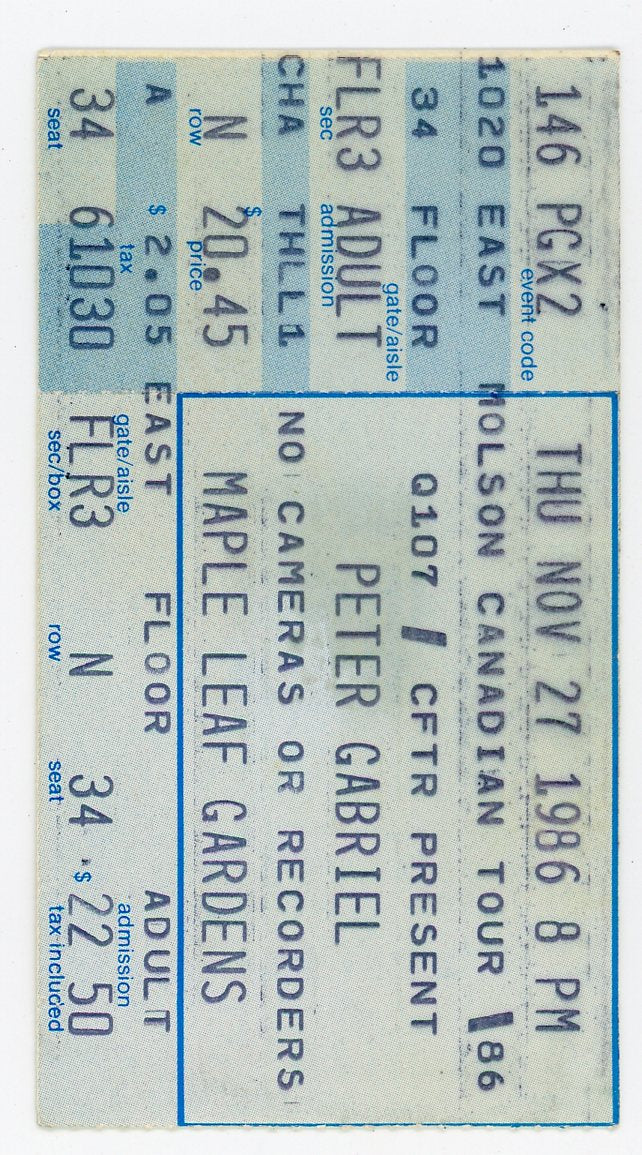 146 PGX2 THU NOV 27 1986 8 PM
event code
1020 EAST MOLSON CANADIAN TOUR /86
34 FLOOR Q107 / CFTR PRESENT
gate/aisle
FLR3 ADULT PETER GABRIEL
sec admission
CHA THLL1 NO CAMERAS OR RECORDERS
N $ 20.45 MAPLE LEAF GARDENS
row price
A $ 2.05 EAST FLOOR ADULT
tax gate/aisle admission
34 61030 FLR3 N 34 $ 22 50
seat sec/box row seat tax included